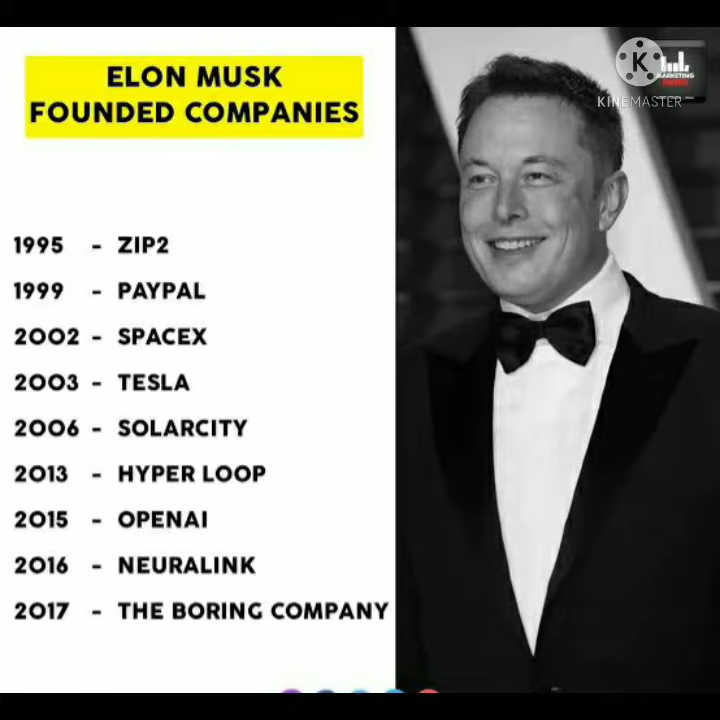 ELON MUSK
FOUNDED COMPANIES
K
KINEMASTER
MARKETING
1995 - ZIP2
1999 - PAYPAL
2002 - SPACEX
2003 - TESLA
2006 - SOLARCITY
2013 - HYPER LOOP
2015 - OPENAI
2016 - NEURALINK
2017 - THE BORING COMPANY